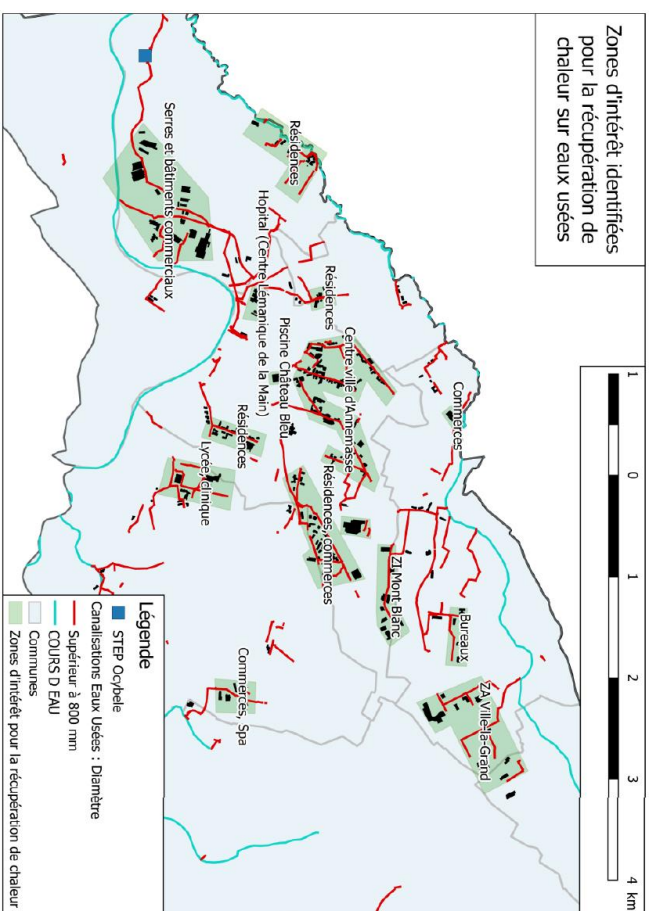 Zones d'intérêt identifiées
pour la récupération de
chaleur sur eaux usées
1 0 1 2 3 4 km
Résidences
Serres et bâtiments commerciaux
Hopital (Centre Lémanique de la Main)
Résidences
Piscine Château Bleu
Centre ville d'Annemasse
Commerces
Résidences
Lycée, clinique
Résidences, commerces
ZI Mont-Blanc
Bureaux
ZA Ville-la-Grand
Commerces, Spa
Légende
STEP Ocybele
Canalisations Eaux Usées : Diamètre
Supérieur à 800 mm
COURS D EAU
Communes
Zones d'intérêt pour la récupération de chaleur